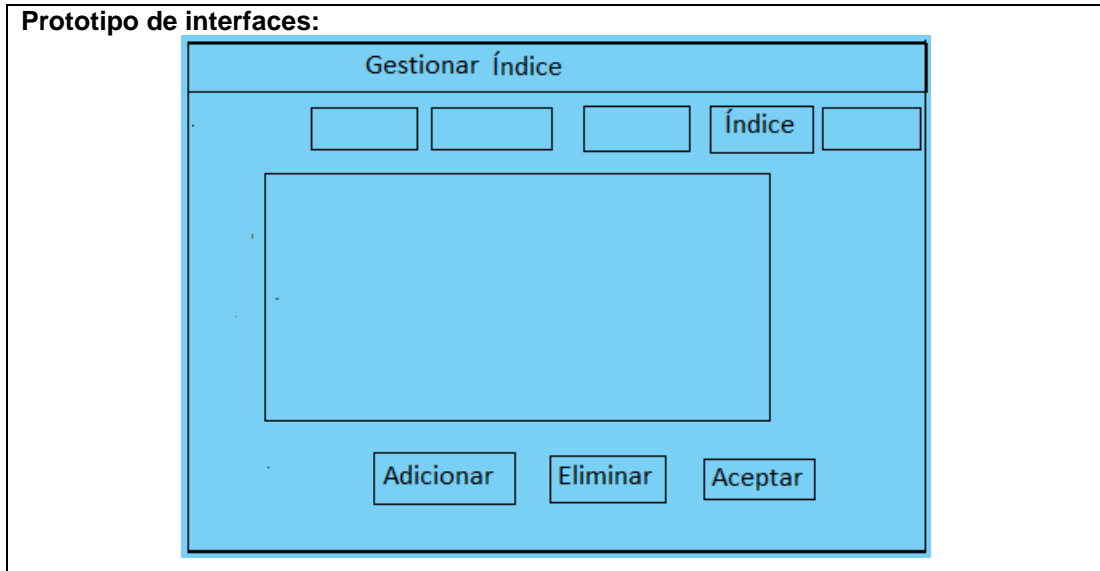 Prototipo de interfaces:
Gestionar Índice
Índice
Adicionar Eliminar Aceptar